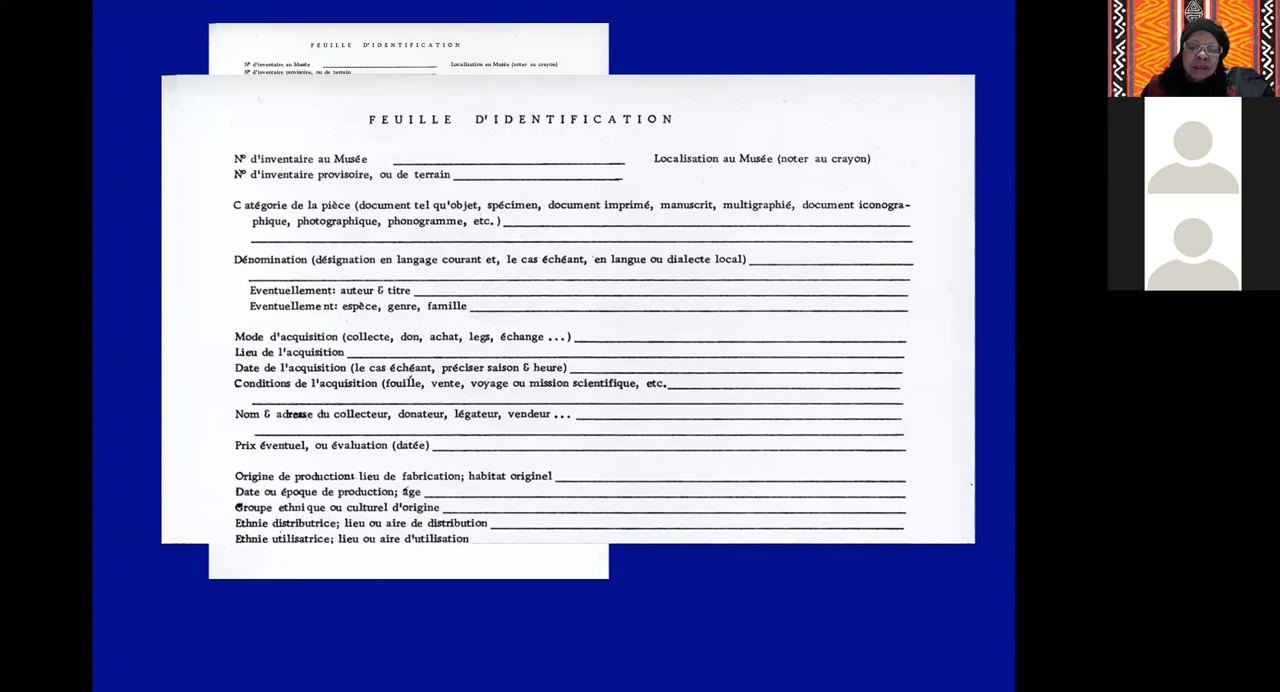 FEUILLE D'IDENTIFICATION
Nº d'inventaire au Musée Localisation au Musée (noter au crayon)
Nº d'inventaire provisoire, ou de terrain
FEUILLE D'IDENTIFICATION
Nº d'inventaire au Musée Localisation au Musée (noter au crayon)
Nº d'inventaire provisoire, ou de terrain
Catégorie de la pièce (document tel qu'objet, spécimen, document imprimé, manuscrit, multigraphié, document iconogra-
phique, photographique, phonogramme, etc.)
Dénomination (désignation en langage courant et, le cas échéant, en langue ou dialecte local)
Eventuellement: auteur & titre
Eventuellement: espèce, genre, famille
Mode d'acquisition (collecte, don, achat, legs, échange ...)
Lieu de l'acquisition
Date de l'acquisition (le cas échéant, préciser saison & heure)
Conditions de l'acquisition (fouille, vente, voyage ou mission scientifique, etc.
Nom & adresse du collecteur, donateur, légateur, vendeur ...
Prix éventuel, ou évaluation (datée)
Origine de production: lieu de fabrication; habitat originel
Date ou époque de production; âge
Groupe ethnique ou culturel d'origine
Ethnie distributrice; lieu ou aire de distribution
Ethnie utilisatrice; lieu ou aire d'utilisation